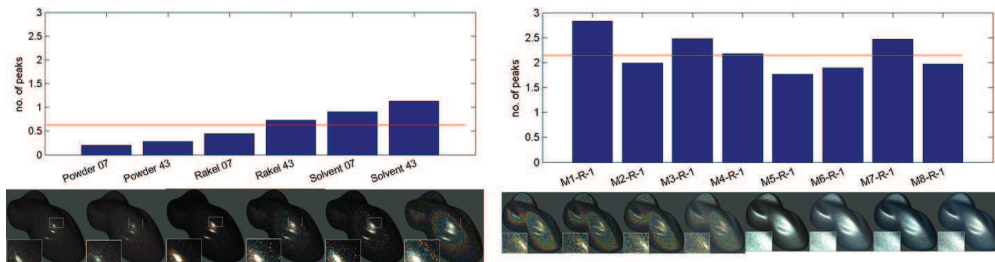 no. of peaks
3
2.5
2
1.5
1
0.5
0
Powder 07
Powder 43
Rakel 07
Rakel 43
Solvent 07
Solvent 43
no. of peaks
3
2.5
2
1.5
1
0.5
0
M1-R-1
M2-R-1
M3-R-1
M4-R-1
M5-R-1
M6-R-1
M7-R-1
M8-R-1